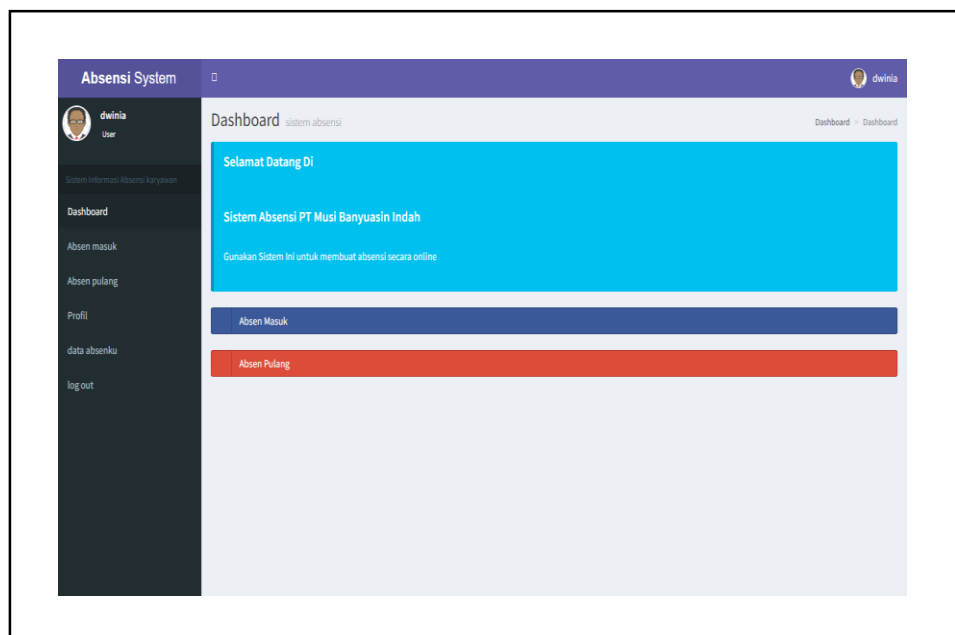 Absensi System
dwinia
dwinia
User
Sistem Informasi Absensi karyawan
Dashboard
Absen masuk
Absen pulang
Profil
data absenku
log out
Dashboard sistem absensi
Dashboard > Dashboard
Selamat Datang Di
Sistem Absensi PT Musi Banyuasin Indah
Gunakan Sistem Ini untuk membuat absensi secara online
Absen Masuk
Absen Pulang